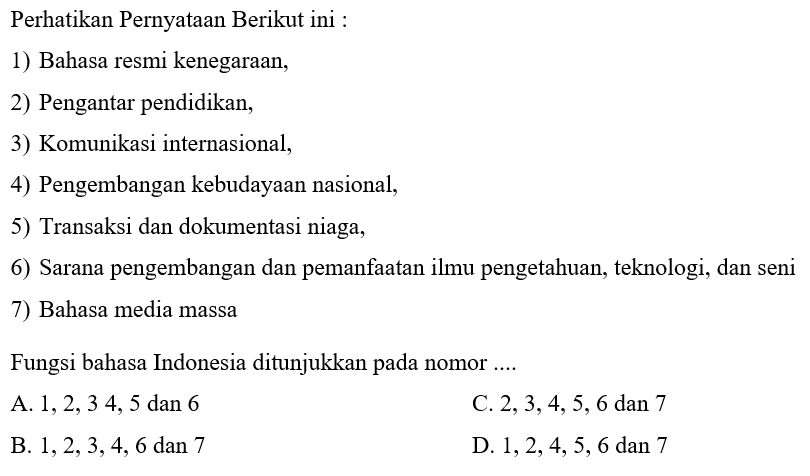 Perhatikan Pernyataan Berikut ini :
1) Bahasa resmi kenegaraan,
2) Pengantar pendidikan,
3) Komunikasi internasional,
4) Pengembangan kebudayaan nasional,
5) Transaksi dan dokumentasi niaga,
6) Sarana pengembangan dan pemanfaatan ilmu pengetahuan, teknologi, dan seni
7) Bahasa media massa
Fungsi bahasa Indonesia ditunjukkan pada nomor ....
A. 1, 2, 3 4, 5 dan 6
C. 2, 3, 4, 5, 6 dan 7
B. 1, 2, 3, 4, 6 dan 7
D. 1, 2, 4, 5, 6 dan 7